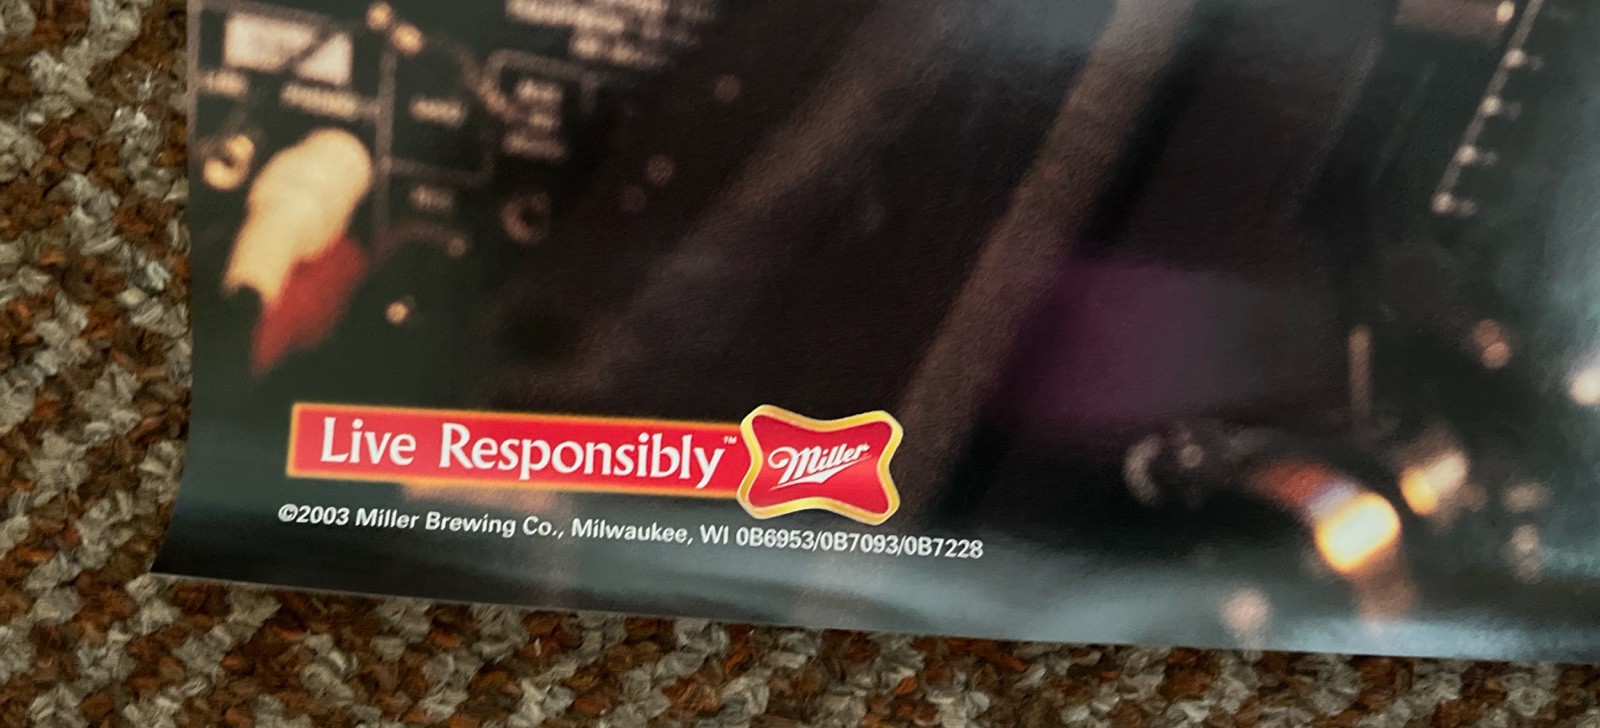 Live Responsibly™ Miller
©2003 Miller Brewing Co., Milwaukee, WI 0B6953/0B7093/0B7228